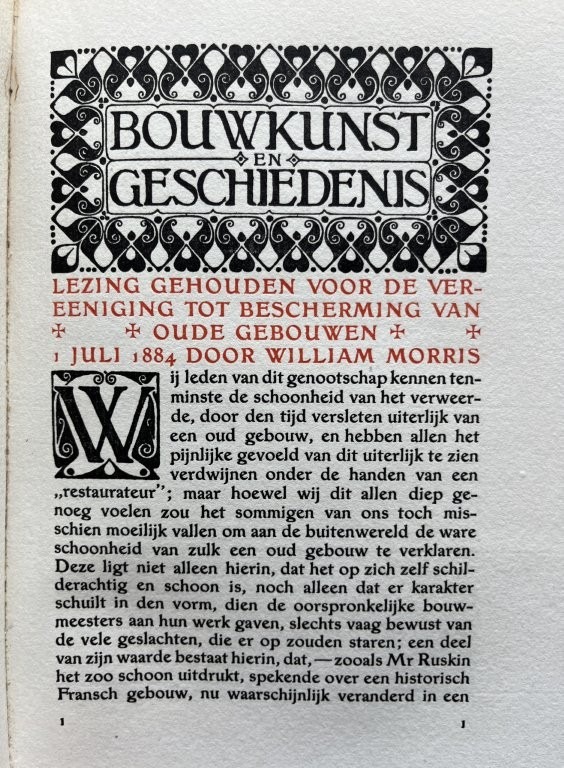 BOUWKUNST
EN
GESCHIEDENIS
LEZING GEHOUDEN VOOR DE VER-
EENIGING TOT BESCHERMING VAN
✠ ✠ OUDE GEBOUWEN ✠ ✠
1 JULI 1884 DOOR WILLIAM MORRIS
Wij leden van dit genootschap kennen ten-
minste de schoonheid van het verweer-
de, door den tijd versleten uiterlijk van
een oud gebouw, en hebben allen het
pijnlijke gevoeld van dit uiterlijk te zien
verdwijnen onder de handen van een
„restaurateur”; maar hoewel wij dit allen diep ge-
noeg voelen zou het sommigen van ons toch mis-
schien moeilijk vallen om aan de buitenwereld de ware
schoonheid van zulk een oud gebouw te verklaren.
Deze ligt niet alleen hierin, dat het op zich zelf schil-
derachtig en schoon is, noch alleen dat er karakter
schuilt in den vorm, dien de oorspronkelijke bouw-
meesters aan hun werk gaven, slechts vaag bewust van
de vele geslachten, die er op zouden staren; een deel
van zijn waarde bestaat hierin, dat,—zooals Mr Ruskin
het zoo schoon uitdrukt, spekende over een historisch
Fransch gebouw, nu waarschijnlijk veranderd in een
1 1